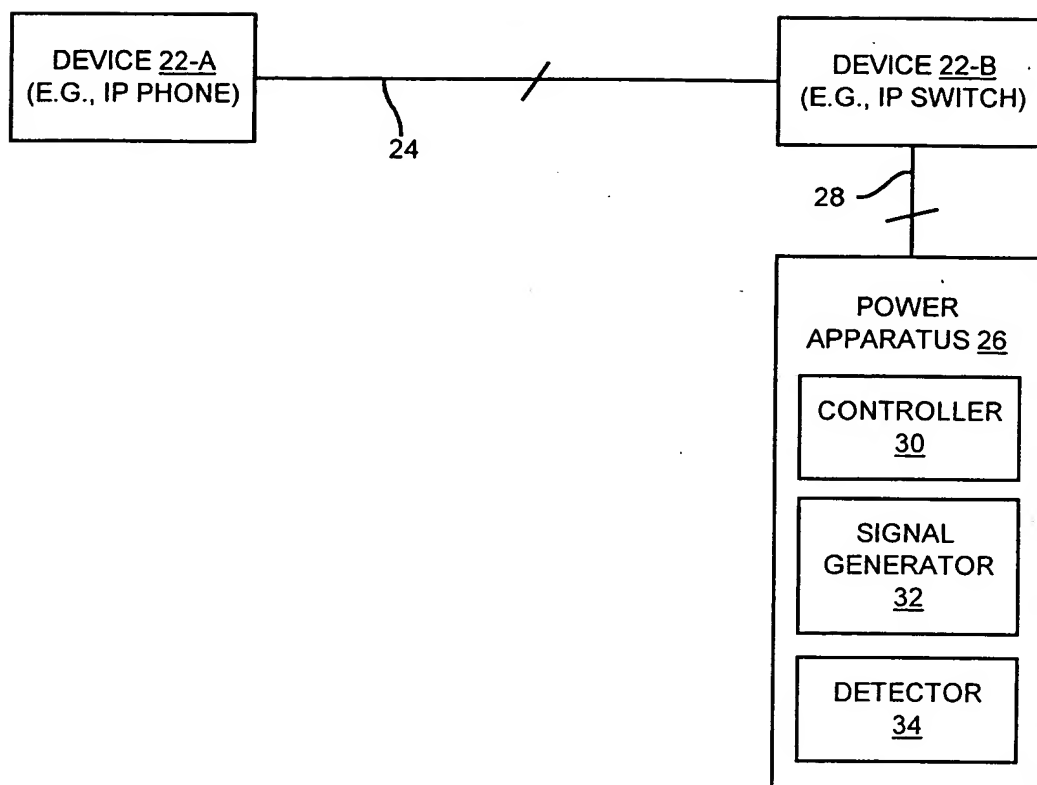 DEVICE 22-A
(E.G., IP PHONE)
24
DEVICE 22-B
(E.G., IP SWITCH)
28
POWER
APPARATUS 26
CONTROLLER
30
SIGNAL
GENERATOR
32
DETECTOR
34